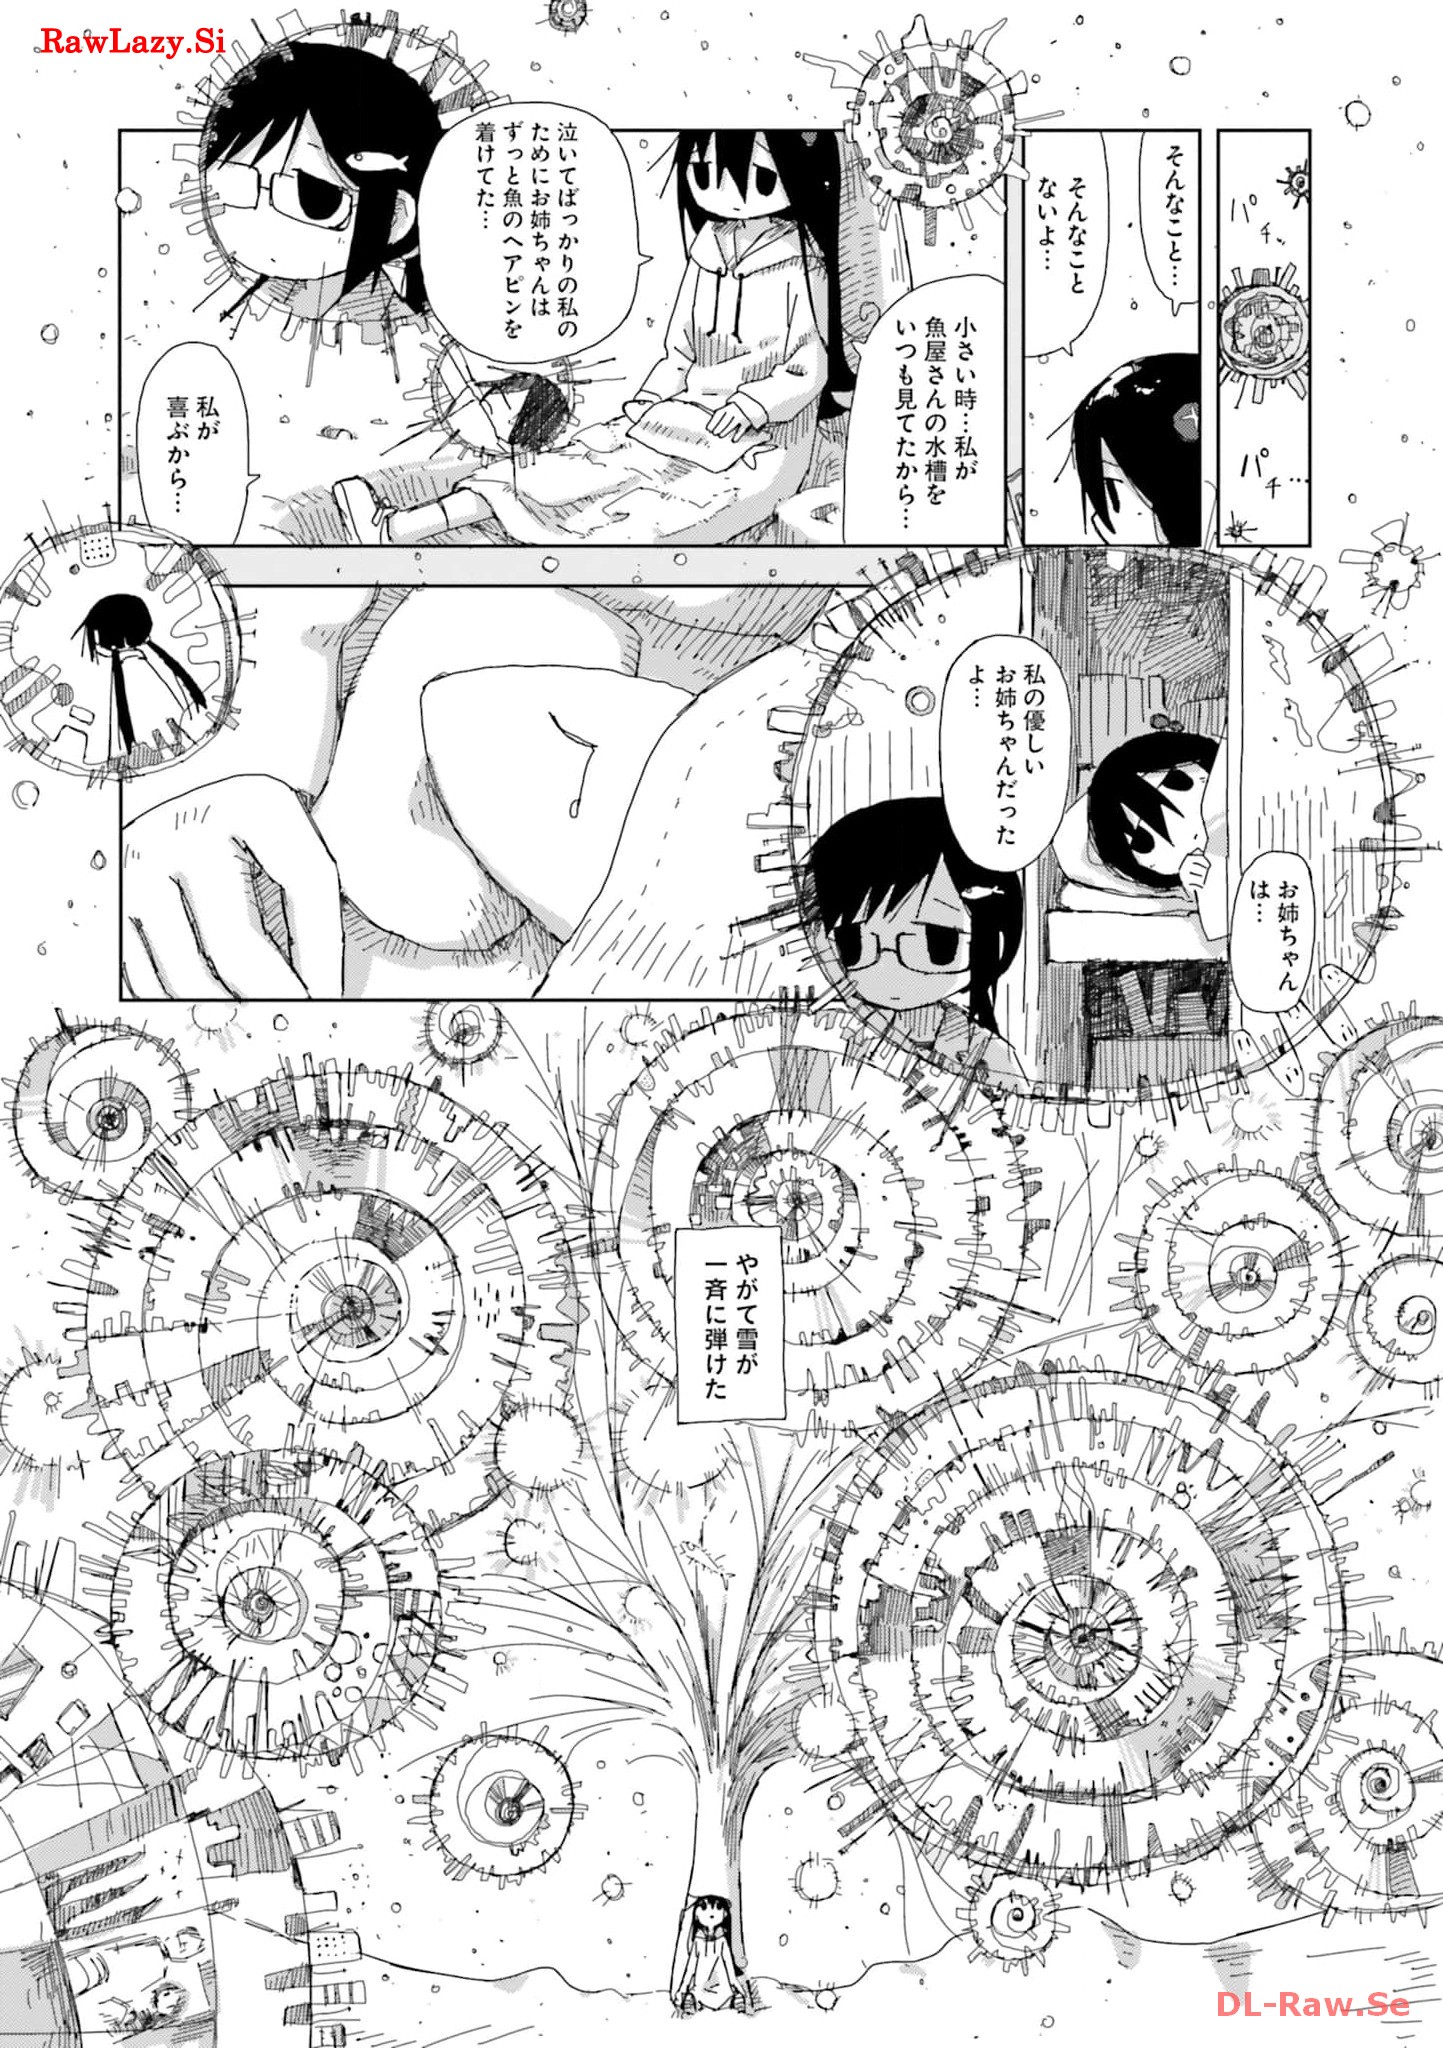 RawLazy.Si
パチ…
パチ…
そんなこと…
そんなこと
ないよ…
小さい時…私が
魚屋さんの水槽を
いつも見てたから…
泣いてばっかりの私の
ためにお姉ちゃんは
ずっと魚のヘアピンを
着けてた…
私が
喜ぶから…
お姉ちゃん
は…
私の優しい
お姉ちゃんだった
よ…
やがて雪が
一斉に弾けた
DL-Raw.Se